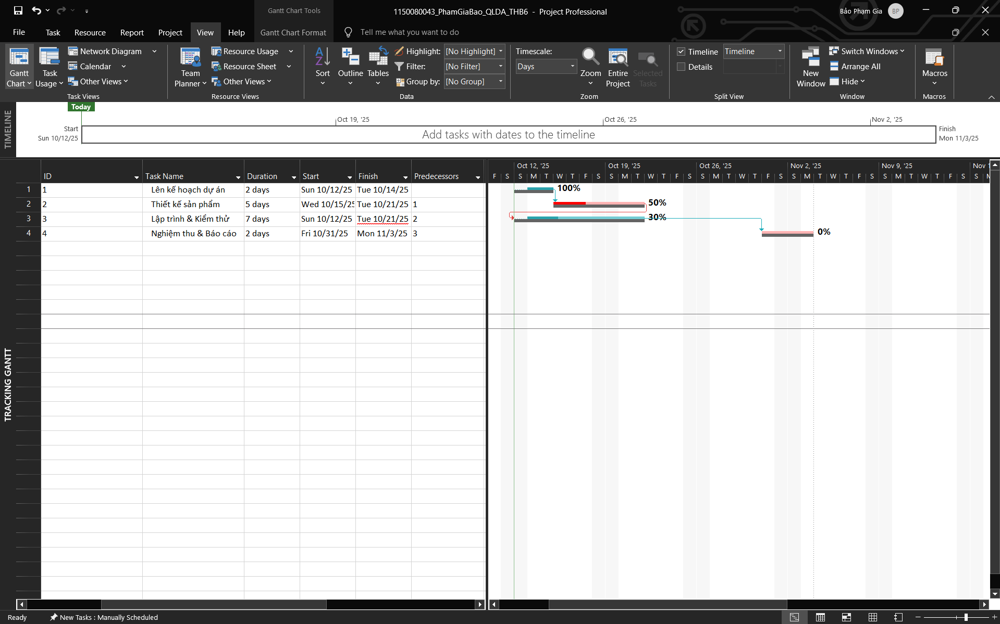 Gantt Chart Tools
1150080043_PhamGiaBao_QLDA_THB6 - Project Professional
Bảo Phạm Gia
BP
File
Task
Resource
Report
Project
View
Help
Gantt Chart Format
Tell me what you want to do
Gantt Chart
Task Usage
Network Diagram
Calendar
Other Views
Task Views
Team Planner
Resource Usage
Resource Sheet
Other Views
Resource Views
Sort
Outline
Tables
Highlight: [No Highlight]
Filter: [No Filter]
Group by: [No Group]
Data
Timescale:
Days
Zoom
Entire Project
Selected Tasks
Zoom
Timeline
Timeline
Details
Split View
New Window
Switch Windows
Arrange All
Hide
Window
Macros
Macros
TIMELINE
Today
Start
Sun 10/12/25
Oct 19, '25
Oct 26, '25
Nov 2, '25
Add tasks with dates to the timeline
Finish
Mon 11/3/25
TRACKING GANTT
ID Task Name Duration Start Finish Predecessors
1 1 Lên kế hoạch dự án 2 days Sun 10/12/25 Tue 10/14/25
2 2 Thiết kế sản phẩm 5 days Wed 10/15/25 Tue 10/21/25 1
3 3 Lập trình & Kiểm thử 7 days Sun 10/12/25 Tue 10/21/25 2
4 4 Nghiệm thu & Báo cáo 2 days Fri 10/31/25 Mon 11/3/25 3
Oct 12, '25 Oct 19, '25 Oct 26, '25 Nov 2, '25 Nov 9, '25 Nov 1
F S S M T W T F S S M T W T F S S M T W T F S S M T W T F S S M T W T F S S M
100%
50%
30%
0%
Ready
New Tasks : Manually Scheduled